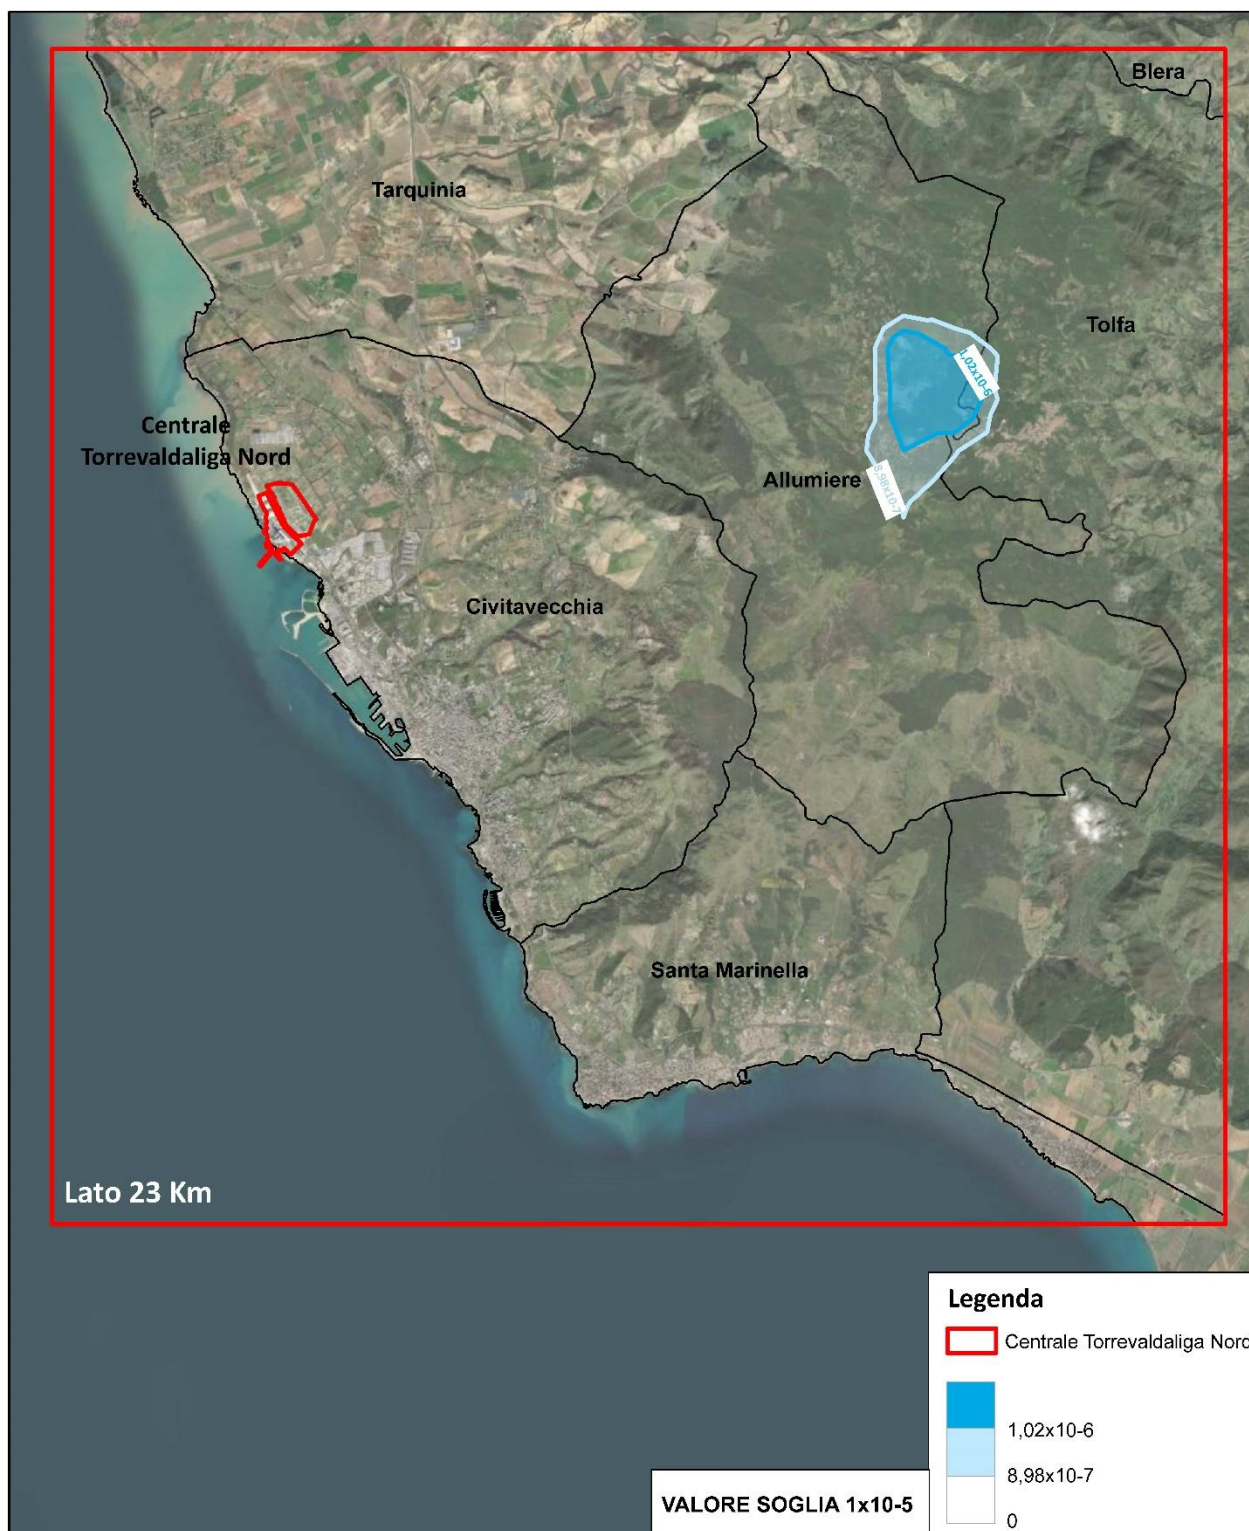 Blera
Tarquinia
Tolfa
1,02x10-6
Centrale
Torrevaldaliga Nord
Allumiere
8,98x10-7
Civitavecchia
Santa Marinella
Lato 23 Km
Legenda
Centrale Torrevaldaliga Nord
1,02x10-6
8,98x10-7
0
VALORE SOGLIA 1x10-5